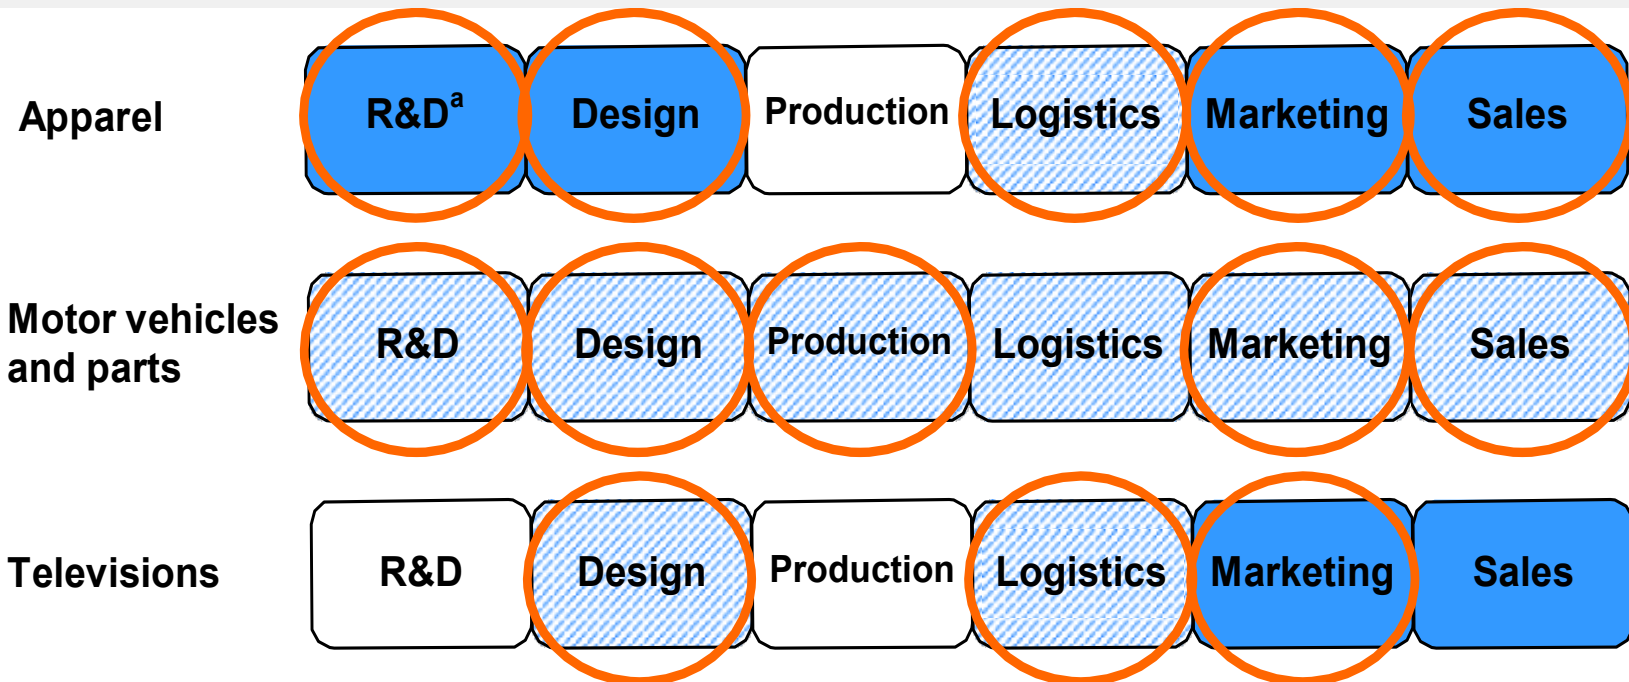 Apparel R&Dᵃ Design Production Logistics Marketing Sales
Motor vehicles
and parts R&D Design Production Logistics Marketing Sales
Televisions R&D Design Production Logistics Marketing Sales